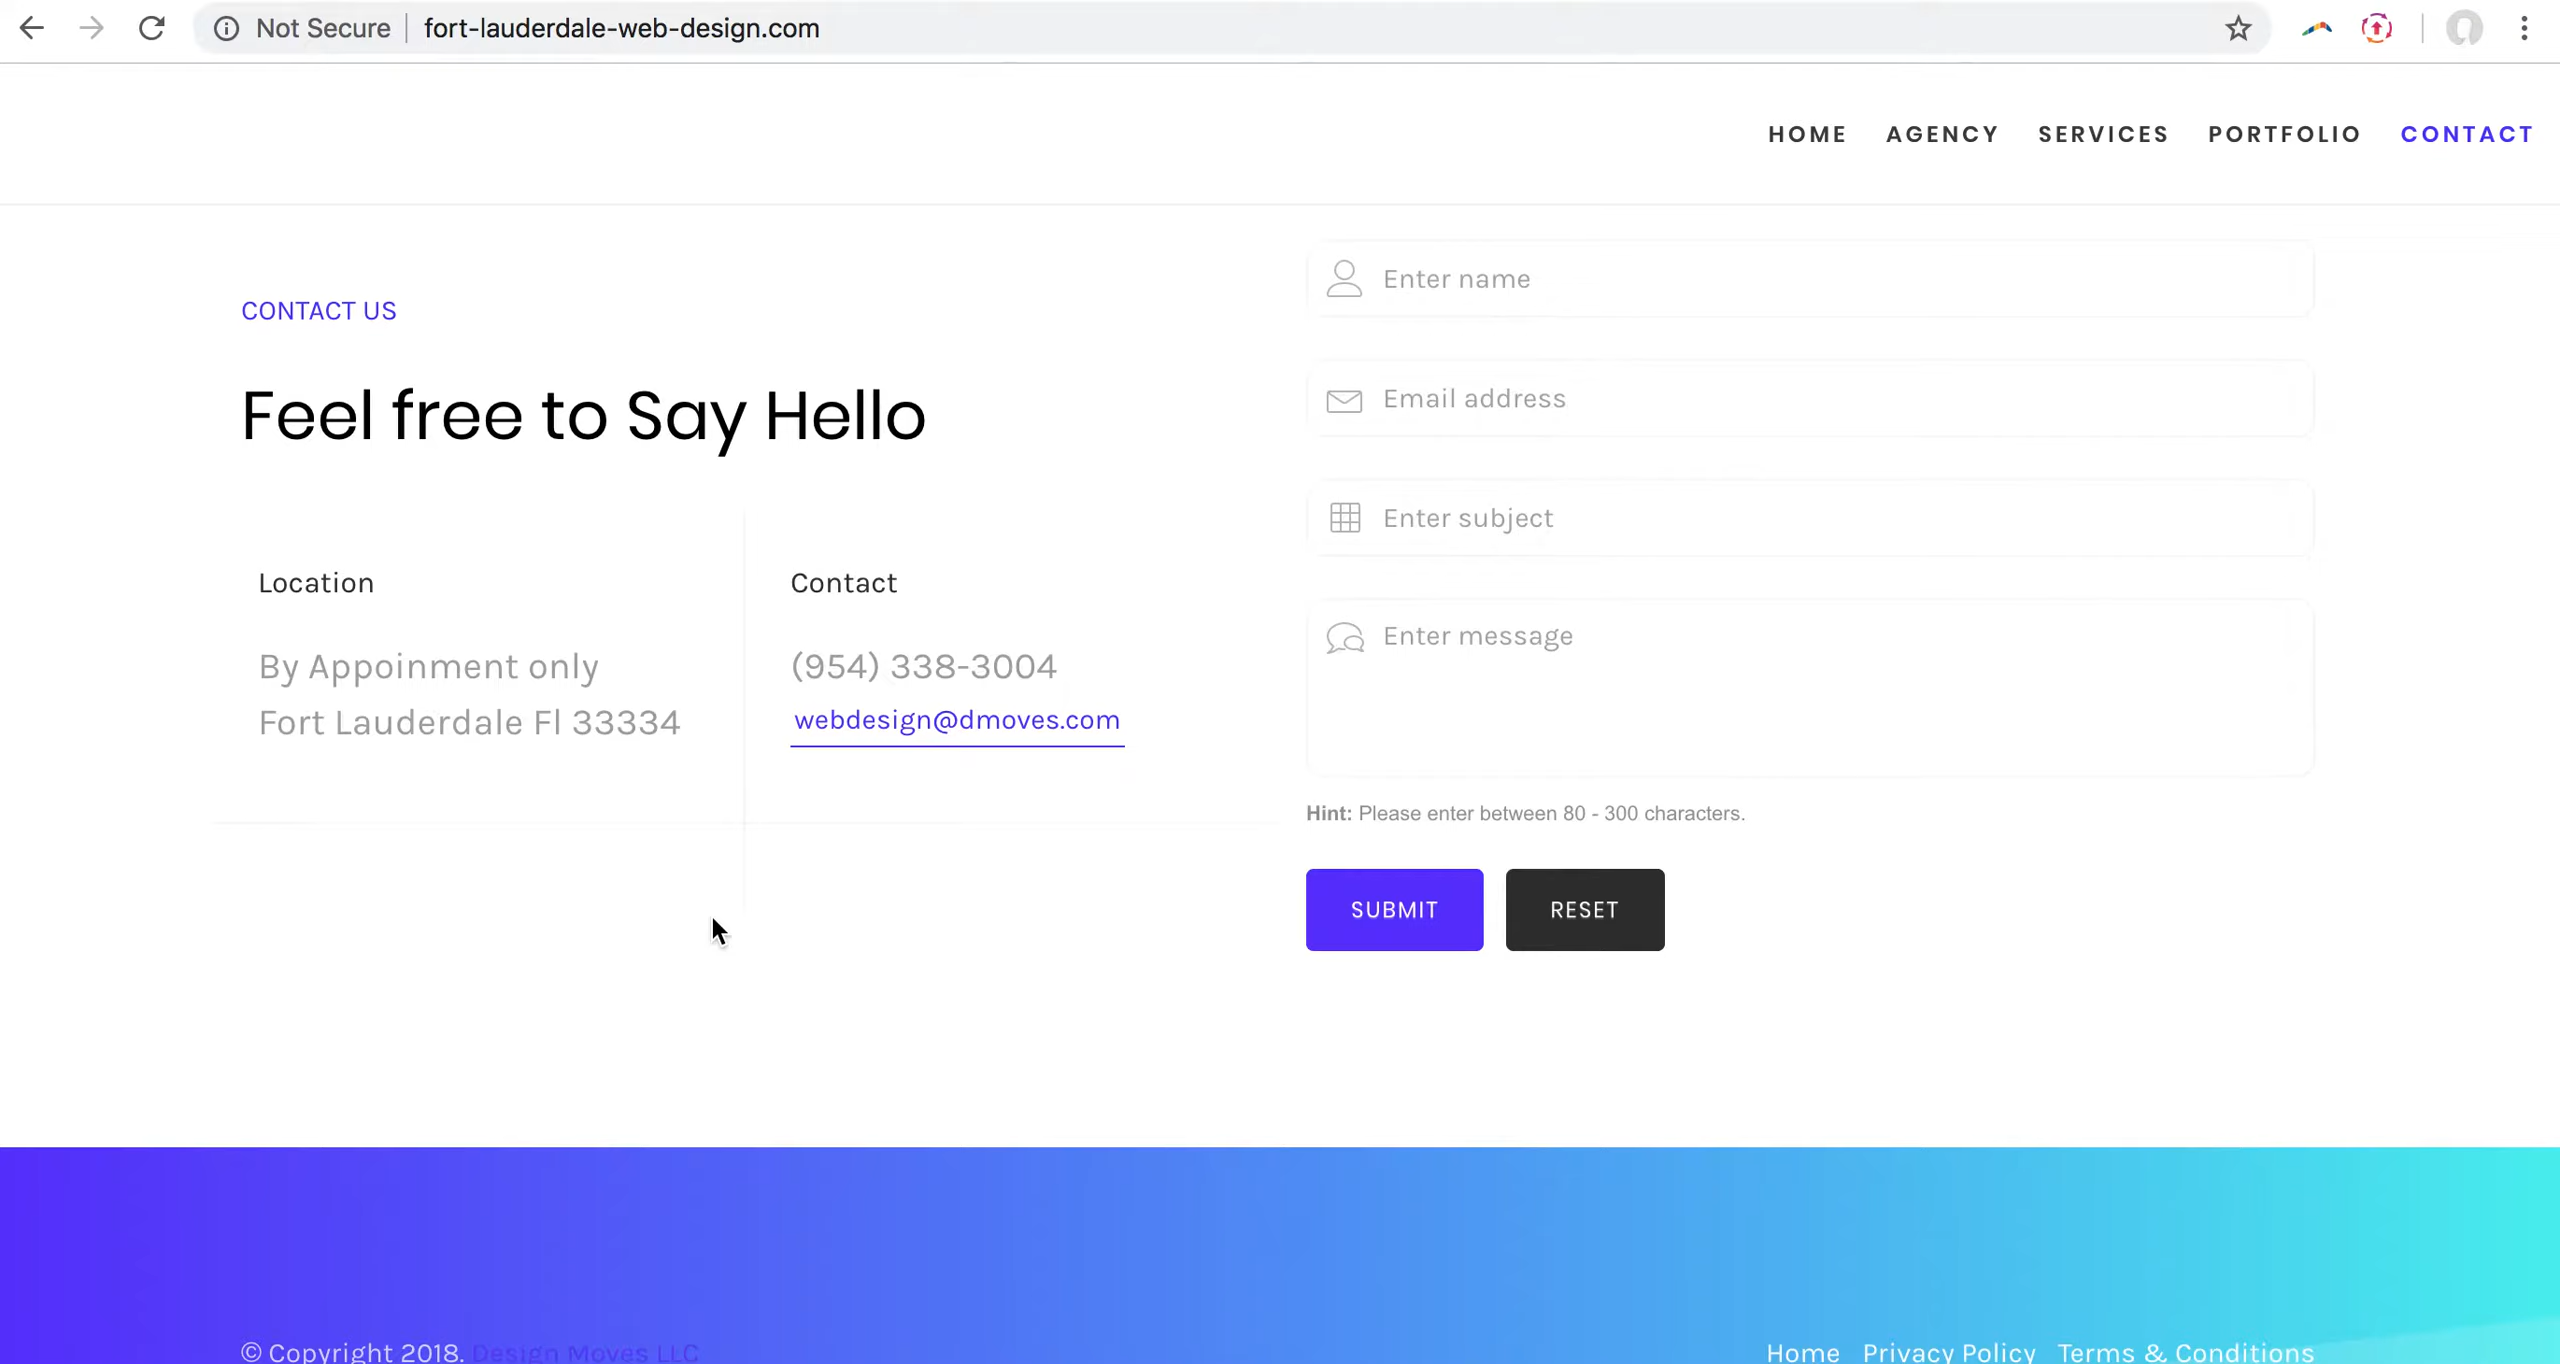 Not Secure fort-lauderdale-web-design.com
HOME AGENCY SERVICES PORTFOLIO CONTACT
CONTACT US
Feel free to Say Hello
Location
By Appoinment only
Fort Lauderdale Fl 33334
Contact
(954) 338-3004
webdesign@dmoves.com
Enter name
Email address
Enter subject
Enter message
Hint: Please enter between 80 - 300 characters.
SUBMIT RESET
© Copyright 2018. Design Moves LLC
Home Privacy Policy Terms & Conditions